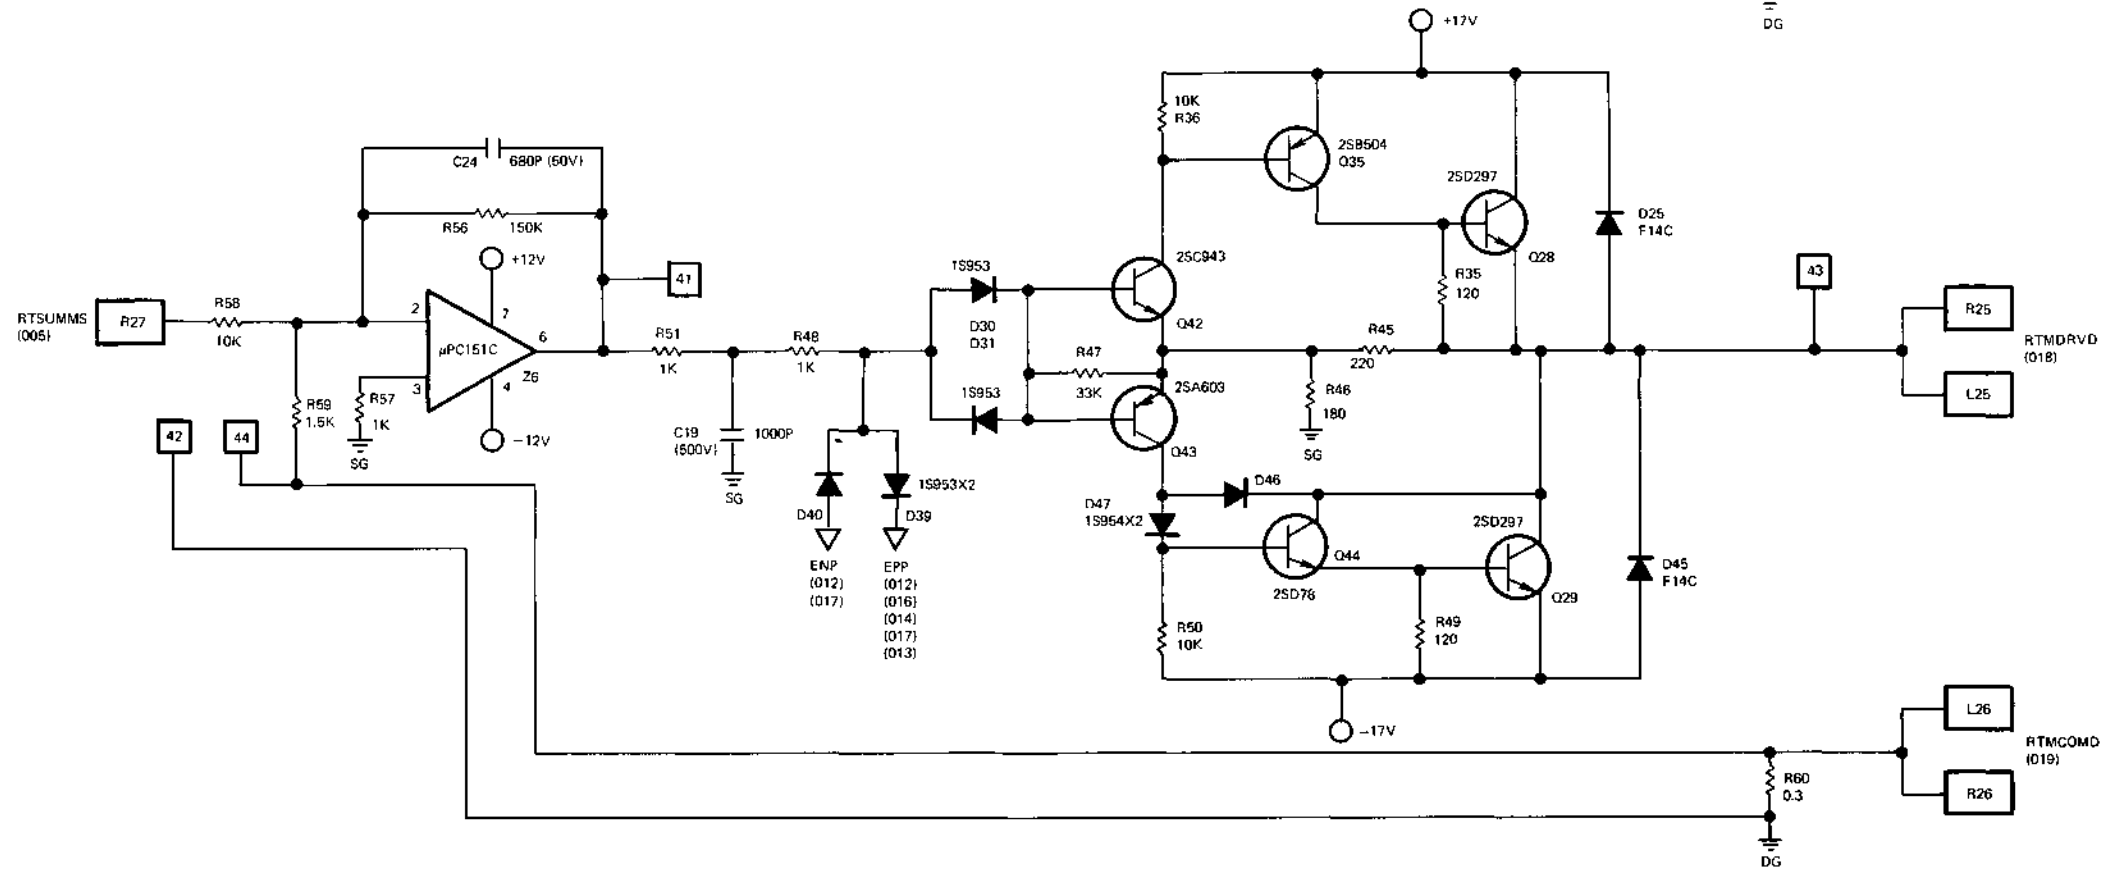 +17V
DG
10K
R36
2SB504
Q35
C24
680P (50V)
2SD297
R56
150K
D25
F14C
+12V
2SC943
Q28
1S953
R35
120
41
43
RTSUMMS
(005)
R27
R58
10K
2
7
6
μPC151C
Z6
3
4
−12V
R51
1K
R48
1K
D30
D31
Q42
R45
220
R25
RTMDRVD
(018)
L25
R47
33K
2SA603
1S953
R46
180
SG
R59
1.5K
R57
1K
SG
42
44
C19
(500V)
1000P
SG
Q43
1S953X2
D40
D39
D46
D47
1S954X2
2SD297
Q44
2SD78
Q29
D45
F14C
ENP
(012)
(017)
EPP
(012)
(016)
(014)
(017)
(013)
R50
10K
R49
120
−17V
L26
RTMCOMD
(019)
R26
R60
0.3
DG